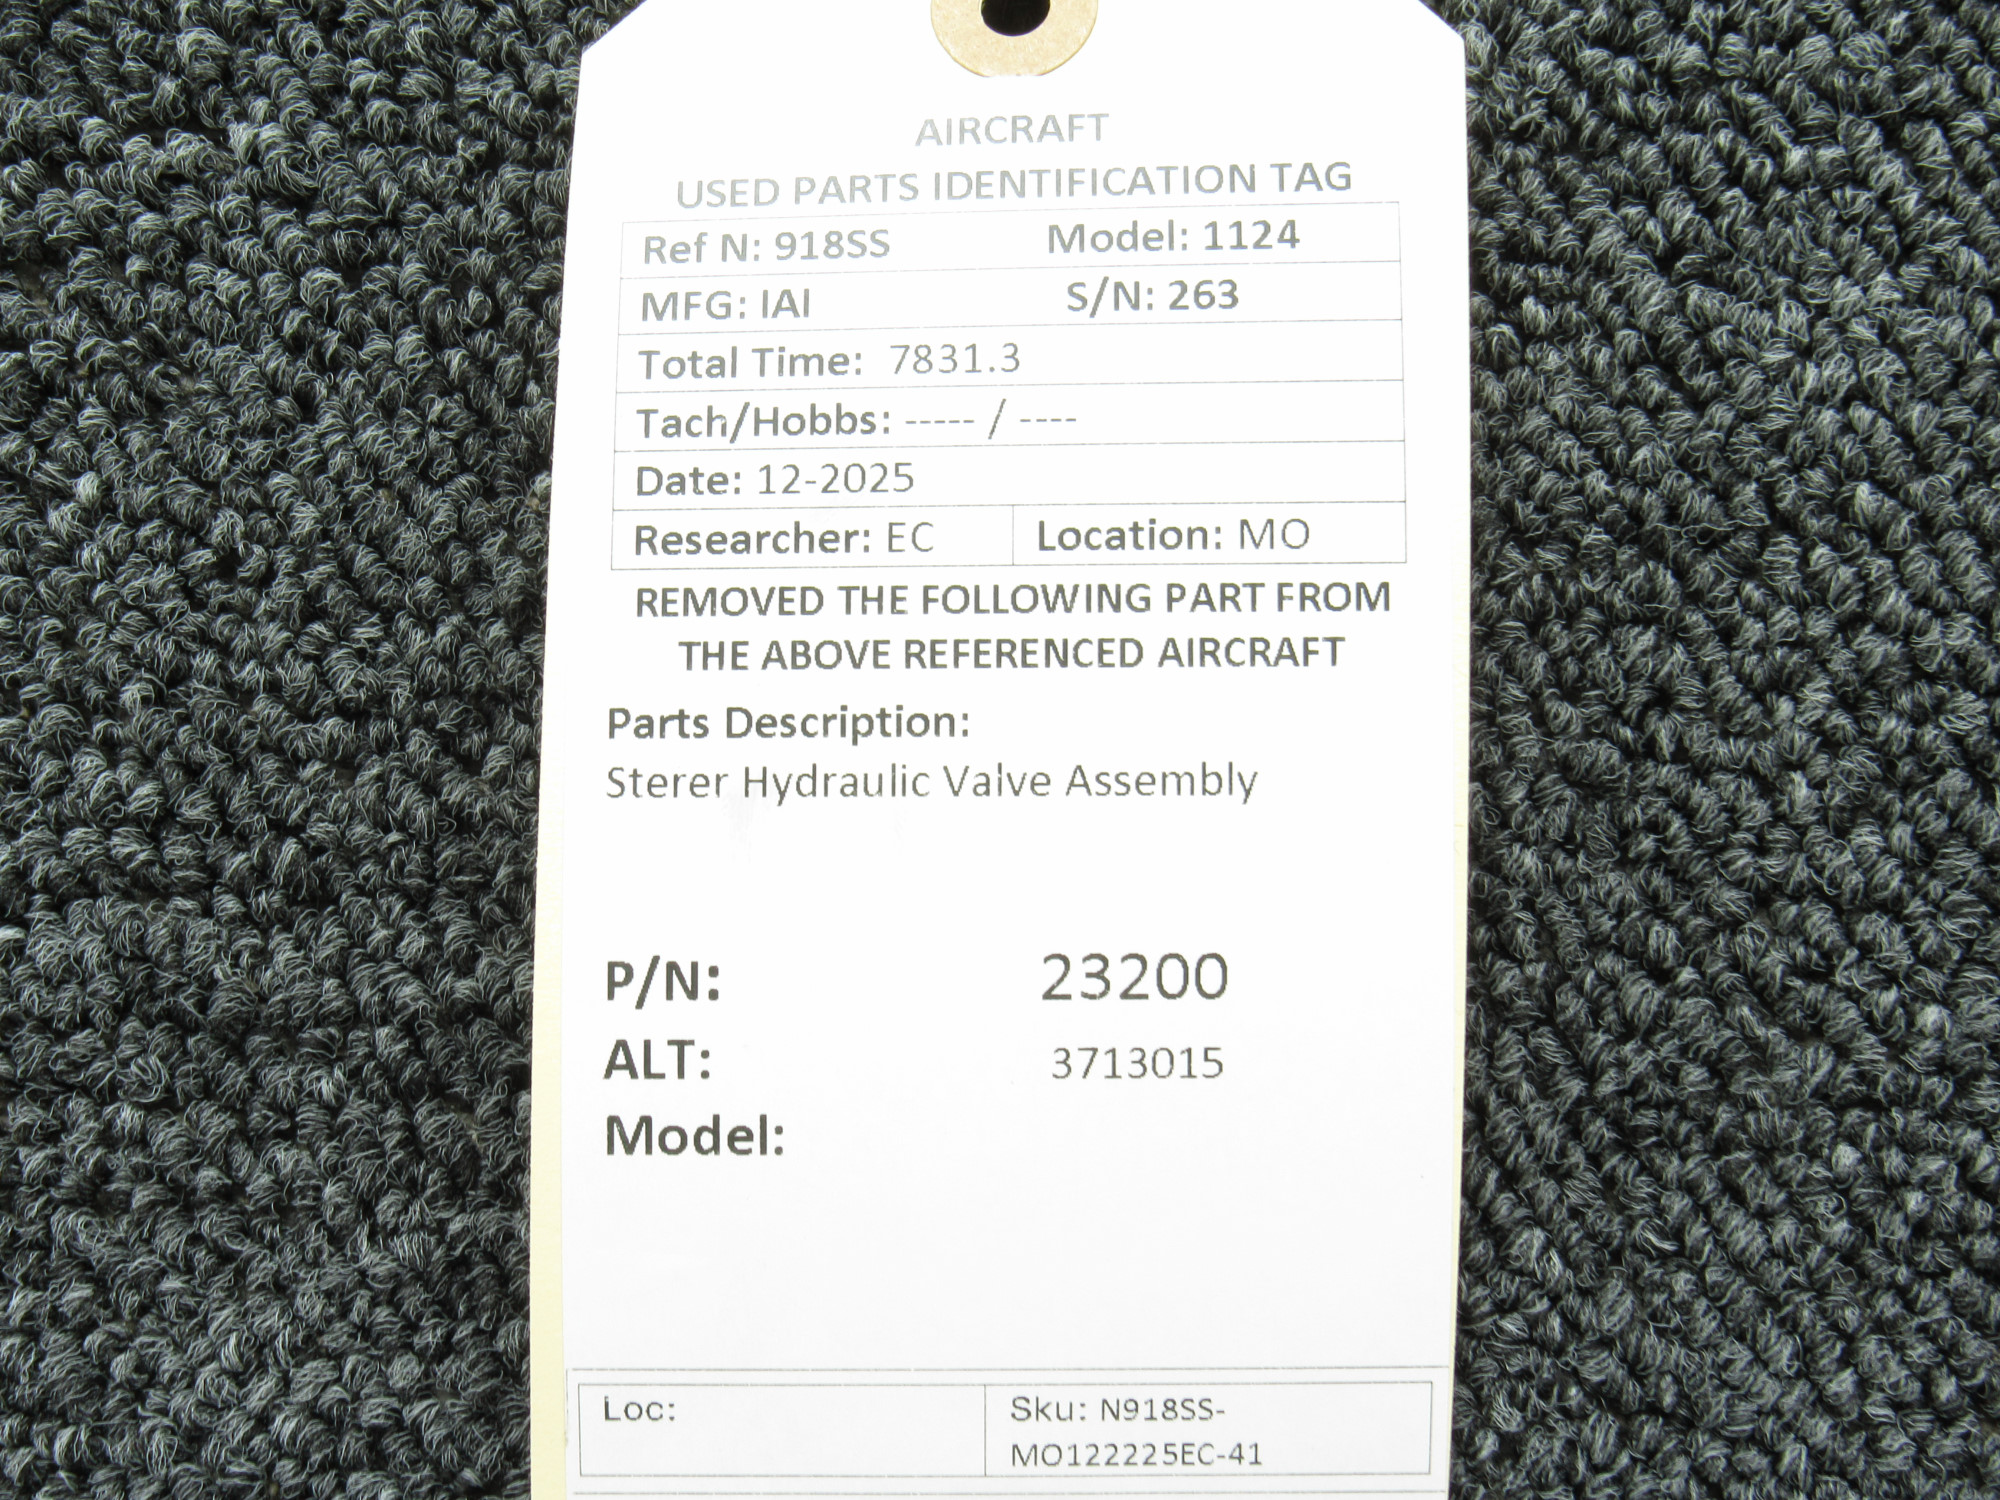 AIRCRAFT
USED PARTS IDENTIFICATION TAG
Ref N: 918SS Model: 1124
MFG: IAI S/N: 263
Total Time: 7831.3
Tach/Hobbs: ----- / ----
Date: 12-2025
Researcher: EC Location: MO
REMOVED THE FOLLOWING PART FROM
THE ABOVE REFERENCED AIRCRAFT
Parts Description:
Sterer Hydraulic Valve Assembly
P/N: 23200
ALT: 3713015
Model:
Loc: Sku: N918SS-
MO122225EC-41